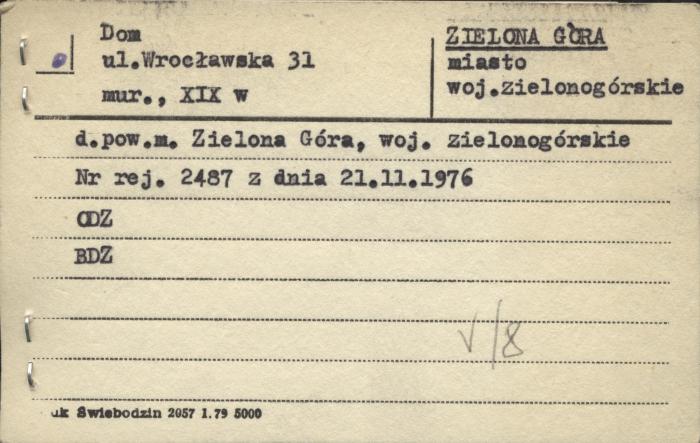 Dom
ul.Wrocławska 31
mur., XIX w
ZIELONA GÓRA
miasto
woj.zielonogórskie
d.pow.m. Zielona Góra, woj. zielonogórskie
Nr rej. 2487 z dnia 21.11.1976
ODZ
BDZ
V/8
uk Świebodzin 2057 1.79 5000